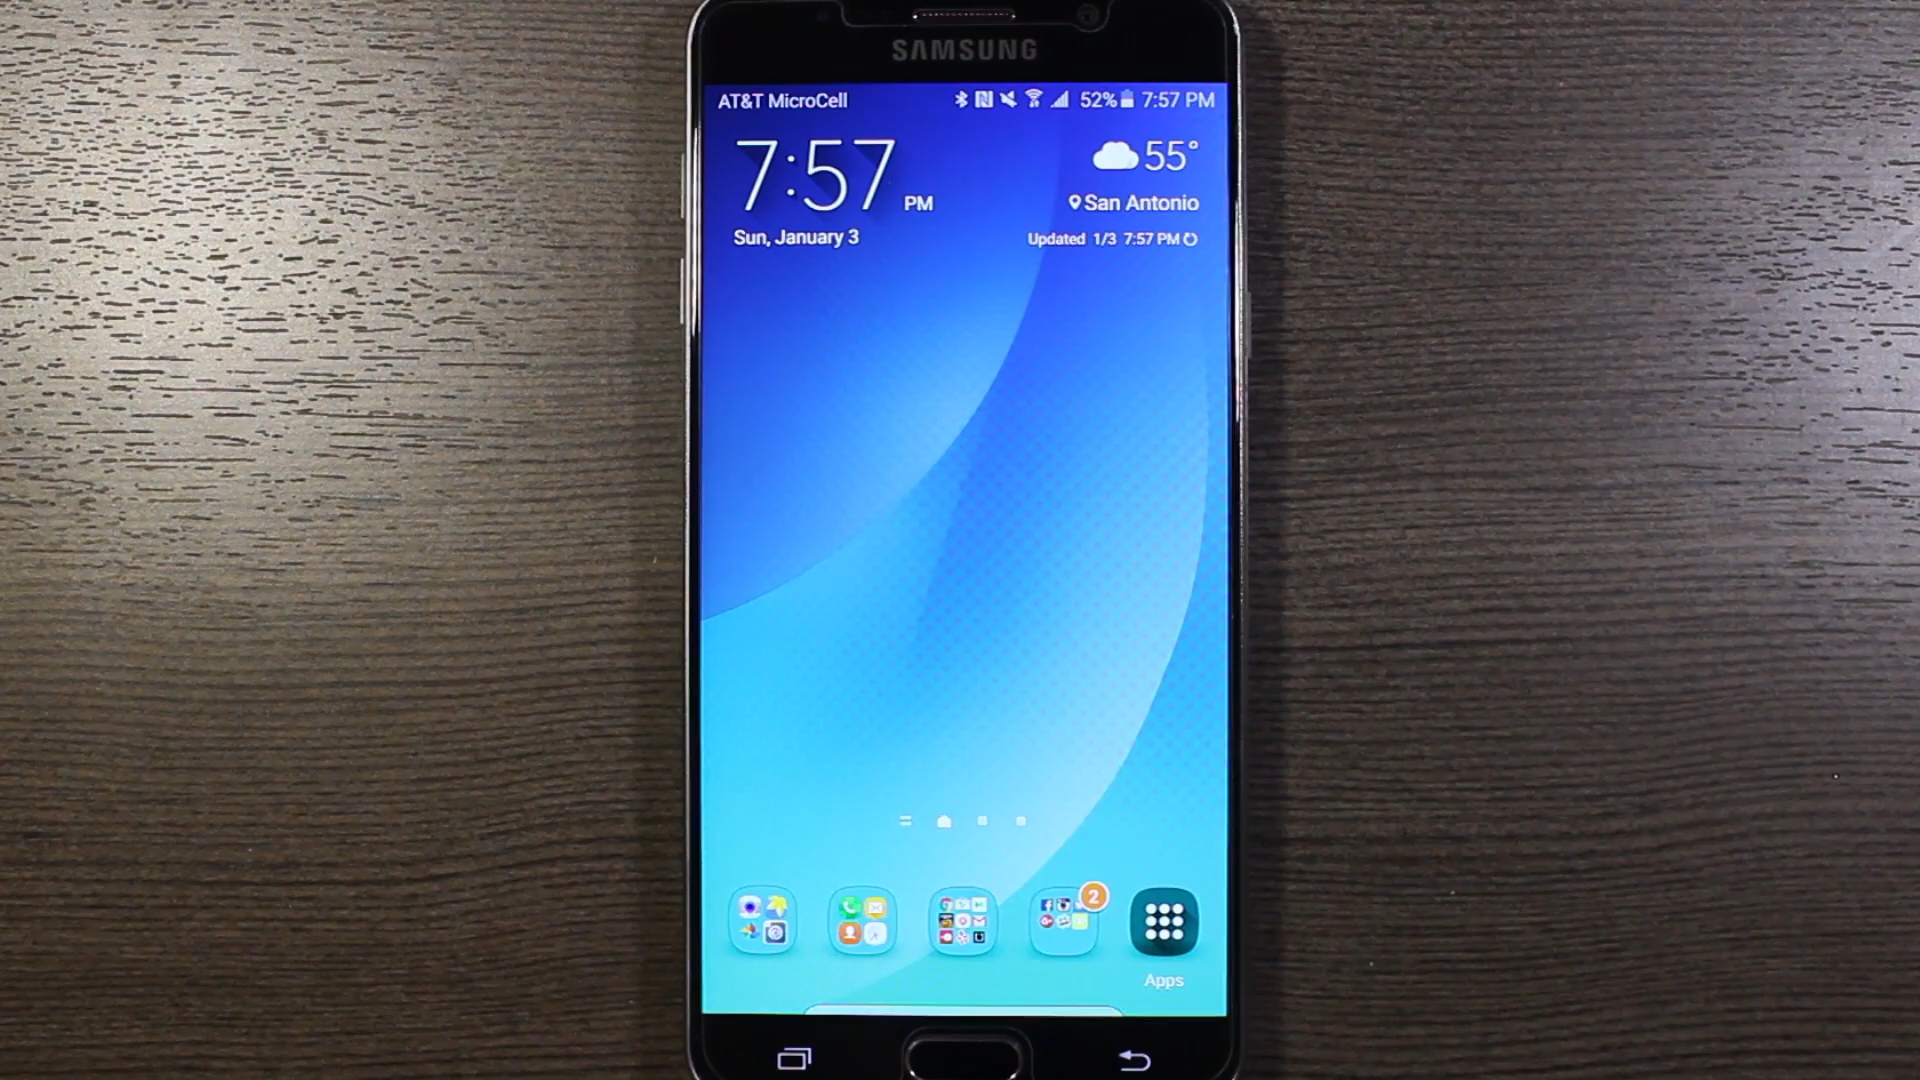 SAMSUNG
AT&T MicroCell 52% 7:57 PM
7:57 PM
55°
San Antonio
Sun, January 3
Updated 1/3 7:57 PM
2
Apps